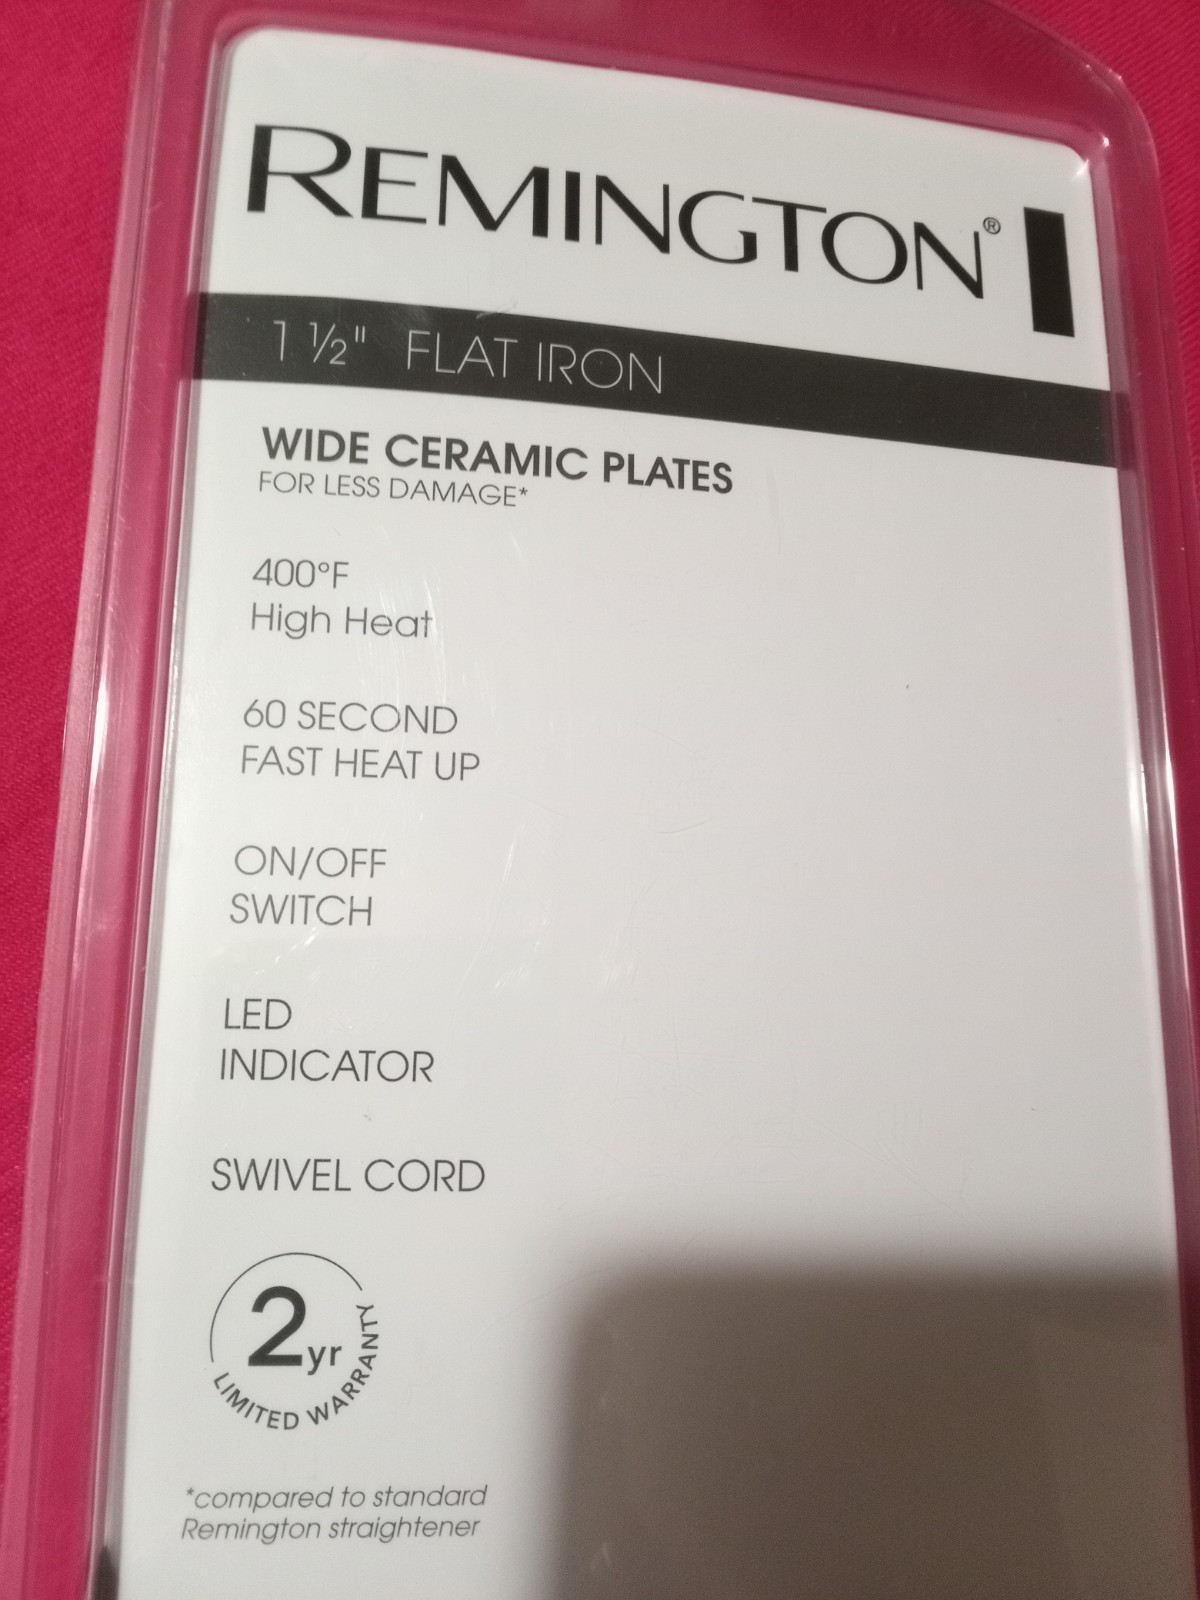 REMINGTON®
1 ½" FLAT IRON
WIDE CERAMIC PLATES
FOR LESS DAMAGE*
400°F
High Heat
60 SECOND
FAST HEAT UP
ON/OFF
SWITCH
LED
INDICATOR
SWIVEL CORD
2yr
LIMITED WARRANTY
*compared to standard
Remington straightener